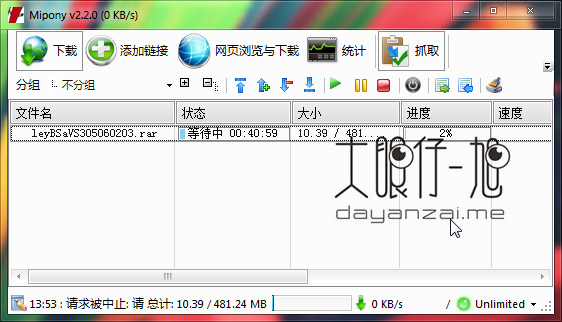 Mipony v2.2.0 (0 KB/s)
下载 添加链接 网页浏览与下载 统计 抓取
分组 不分组
文件名 状态 大小 进度 速度
leyBSaVS305060203.rar 等待中 00:40:59 10.39 / 481... 2%
大眼仔~旭
dayanzai.me
13:53 : 请求被中止: 请 总计: 10.39 / 481.24 MB 0 KB/s / Unlimited